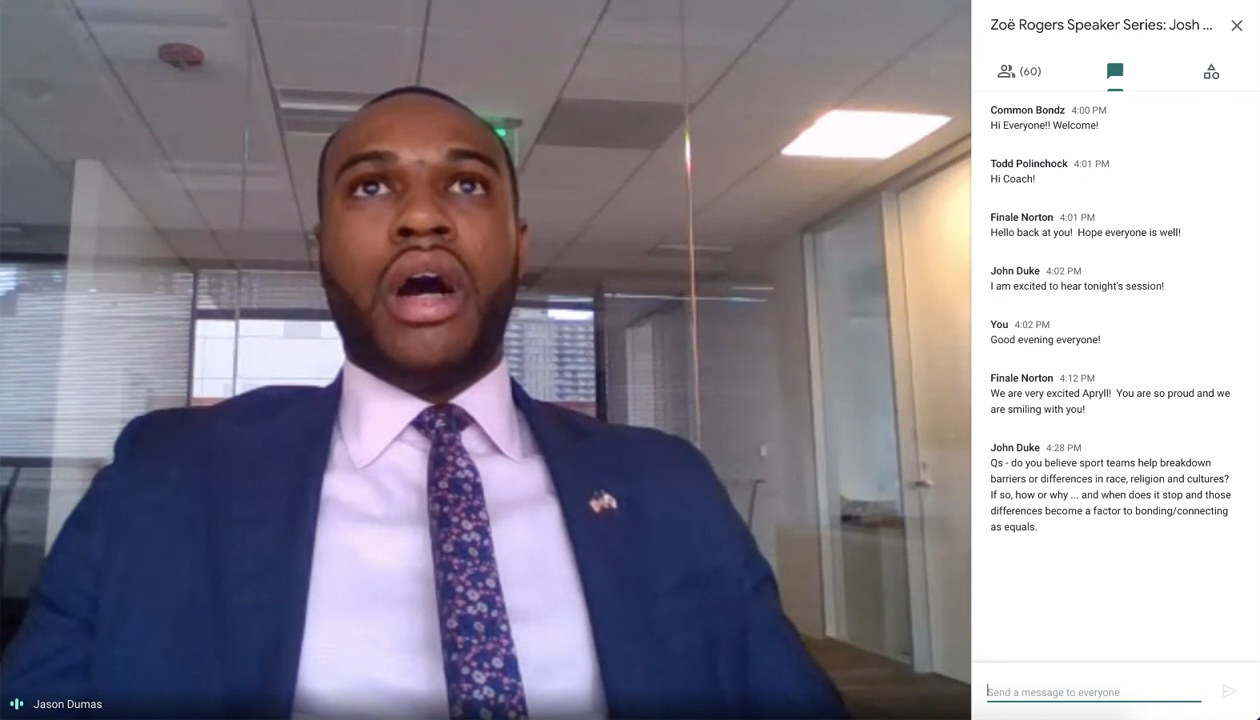 Zoë Rogers Speaker Series: Josh ...
(60)
Common Bondz 4:00 PM
Hi Everyone!! Welcome!
Todd Polinchock 4:01 PM
Hi Coach!
Finale Norton 4:01 PM
Hello back at you! Hope everyone is well!
John Duke 4:02 PM
I am excited to hear tonight's session!
You 4:02 PM
Good evening everyone!
Finale Norton 4:12 PM
We are very excited Apryll! You are so proud and we
are smiling with you!
John Duke 4:28 PM
Qs - do you believe sport teams help breakdown
barriers or differences in race, religion and cultures?
If so, how or why ... and when does it stop and those
differences become a factor to bonding/connecting
as equals.
Send a message to everyone
Jason Dumas